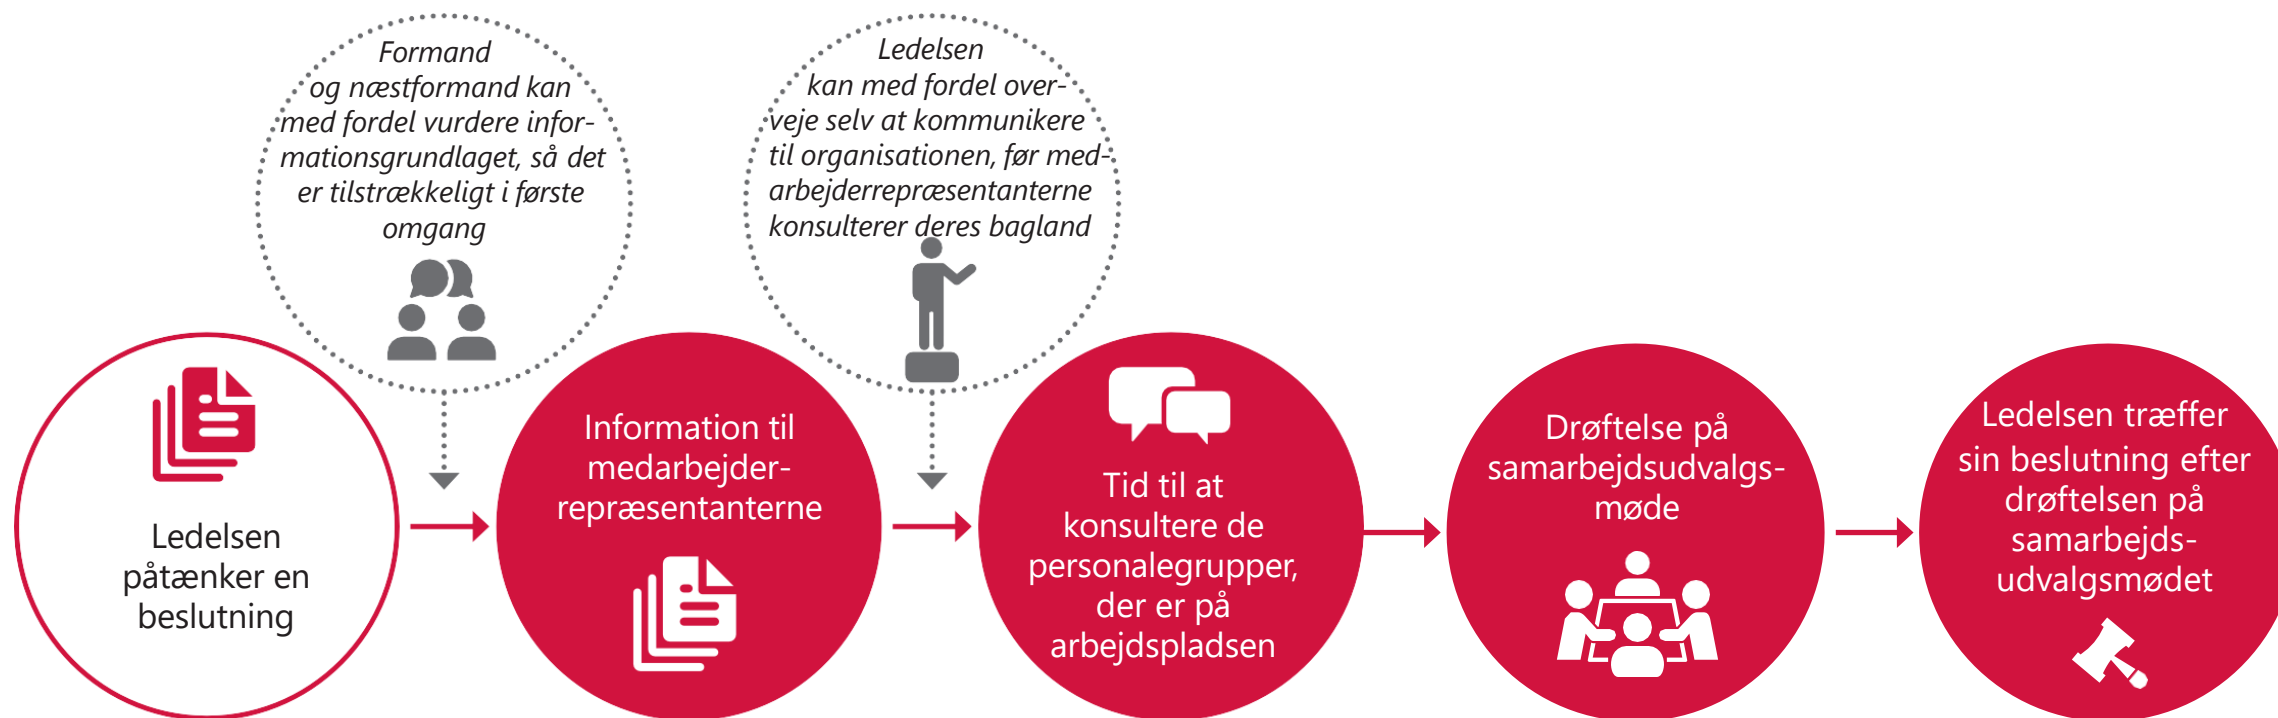 Formand
og næstformand kan
med fordel vurdere infor-
mationsgrundlaget, så det
er tilstrækkeligt i første
omgang
Ledelsen
kan med fordel over-
veje selv at kommunikere
til organisationen, før med-
arbejderrepræsentanterne
konsulterer deres bagland
Ledelsen
påtænker en
beslutning
Information til
medarbejder-
repræsentanterne
Tid til at
konsultere de
personalegrupper,
der er på
arbejdspladsen
Drøftelse på
samarbejdsudvalgs-
møde
Ledelsen træffer
sin beslutning efter
drøftelsen på
samarbejds-
udvalgsmødet